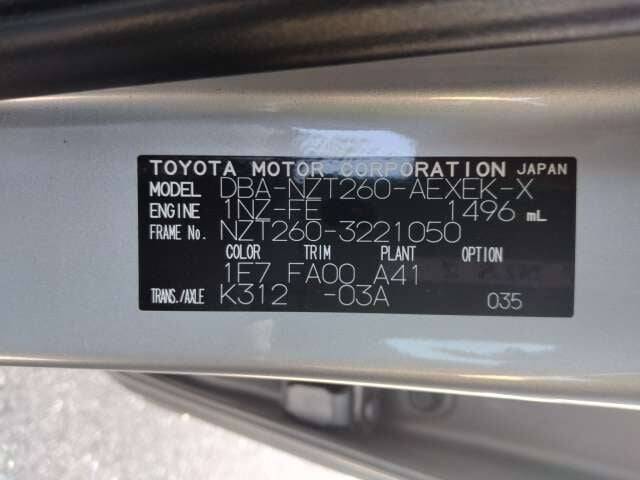 TOYOTA MOTOR CORPORATION JAPAN
MODEL DBA-NZT260-AEXEK-X
ENGINE 1NZ-FE 1496 mL
FRAME No. NZT260-3221050
COLOR TRIM PLANT OPTION
1E7 FA00 A41
TRANS./AXLE K312 -03A 035